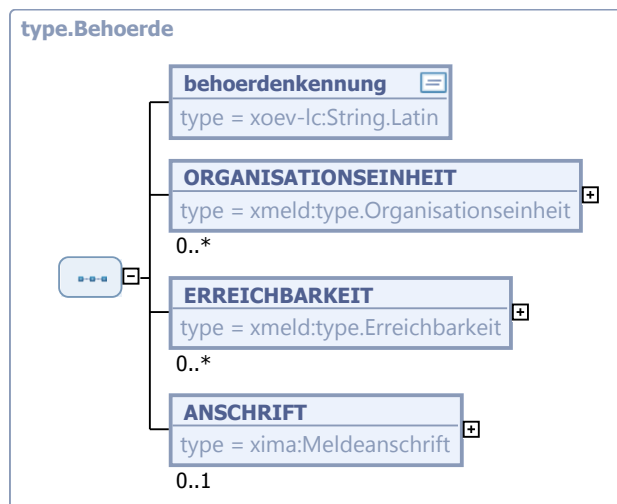 type.Behoerde
behoerdenkennung
type = xoev-lc:String.Latin
ORGANISATIONSEINHEIT
type = xmeld:type.Organisationseinheit
0..*
ERREICHBARKEIT
type = xmeld:type.Erreichbarkeit
0..*
ANSCHRIFT
type = xima:Meldeanschrift
0..1